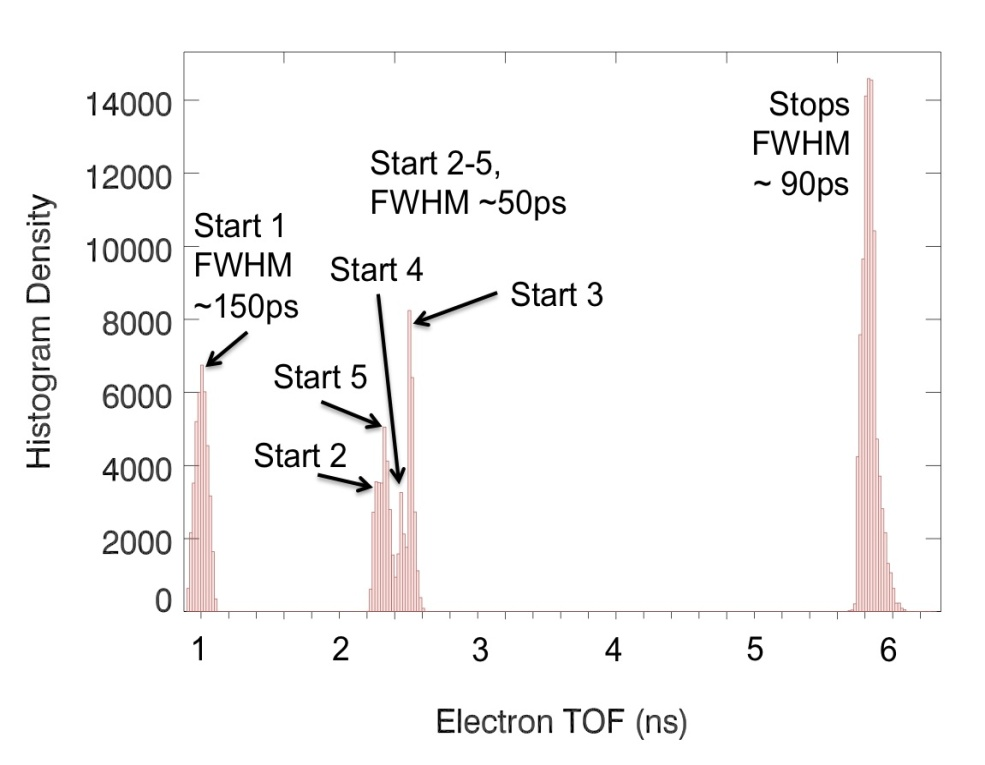 14000
12000
10000
8000
6000
4000
2000
0
Histogram Density
Start 1
FWHM
~150ps
Start 2-5,
FWHM ~50ps
Start 4
Start 3
Start 5
Start 2
Stops
FWHM
~ 90ps
1 2 3 4 5 6
Electron TOF (ns)